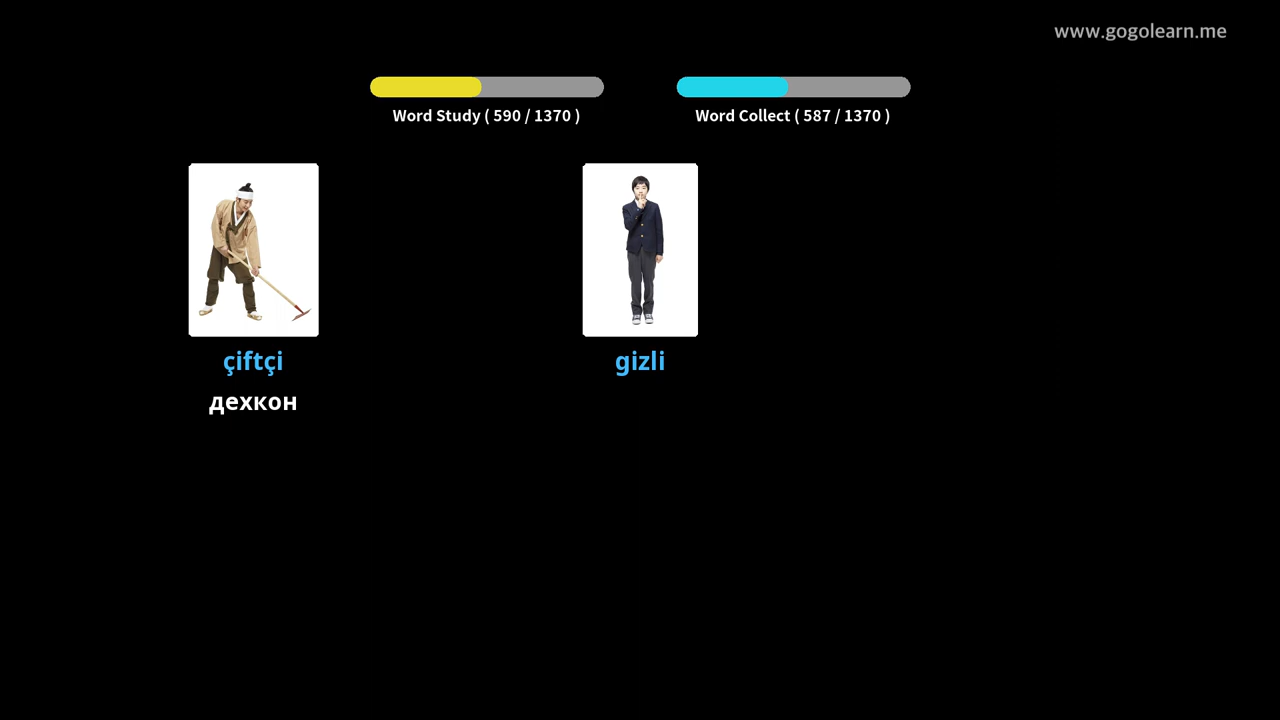 www.gogolearn.me
Word Study ( 590 / 1370 )
Word Collect ( 587 / 1370 )
çiftçi
gizli
дехкон